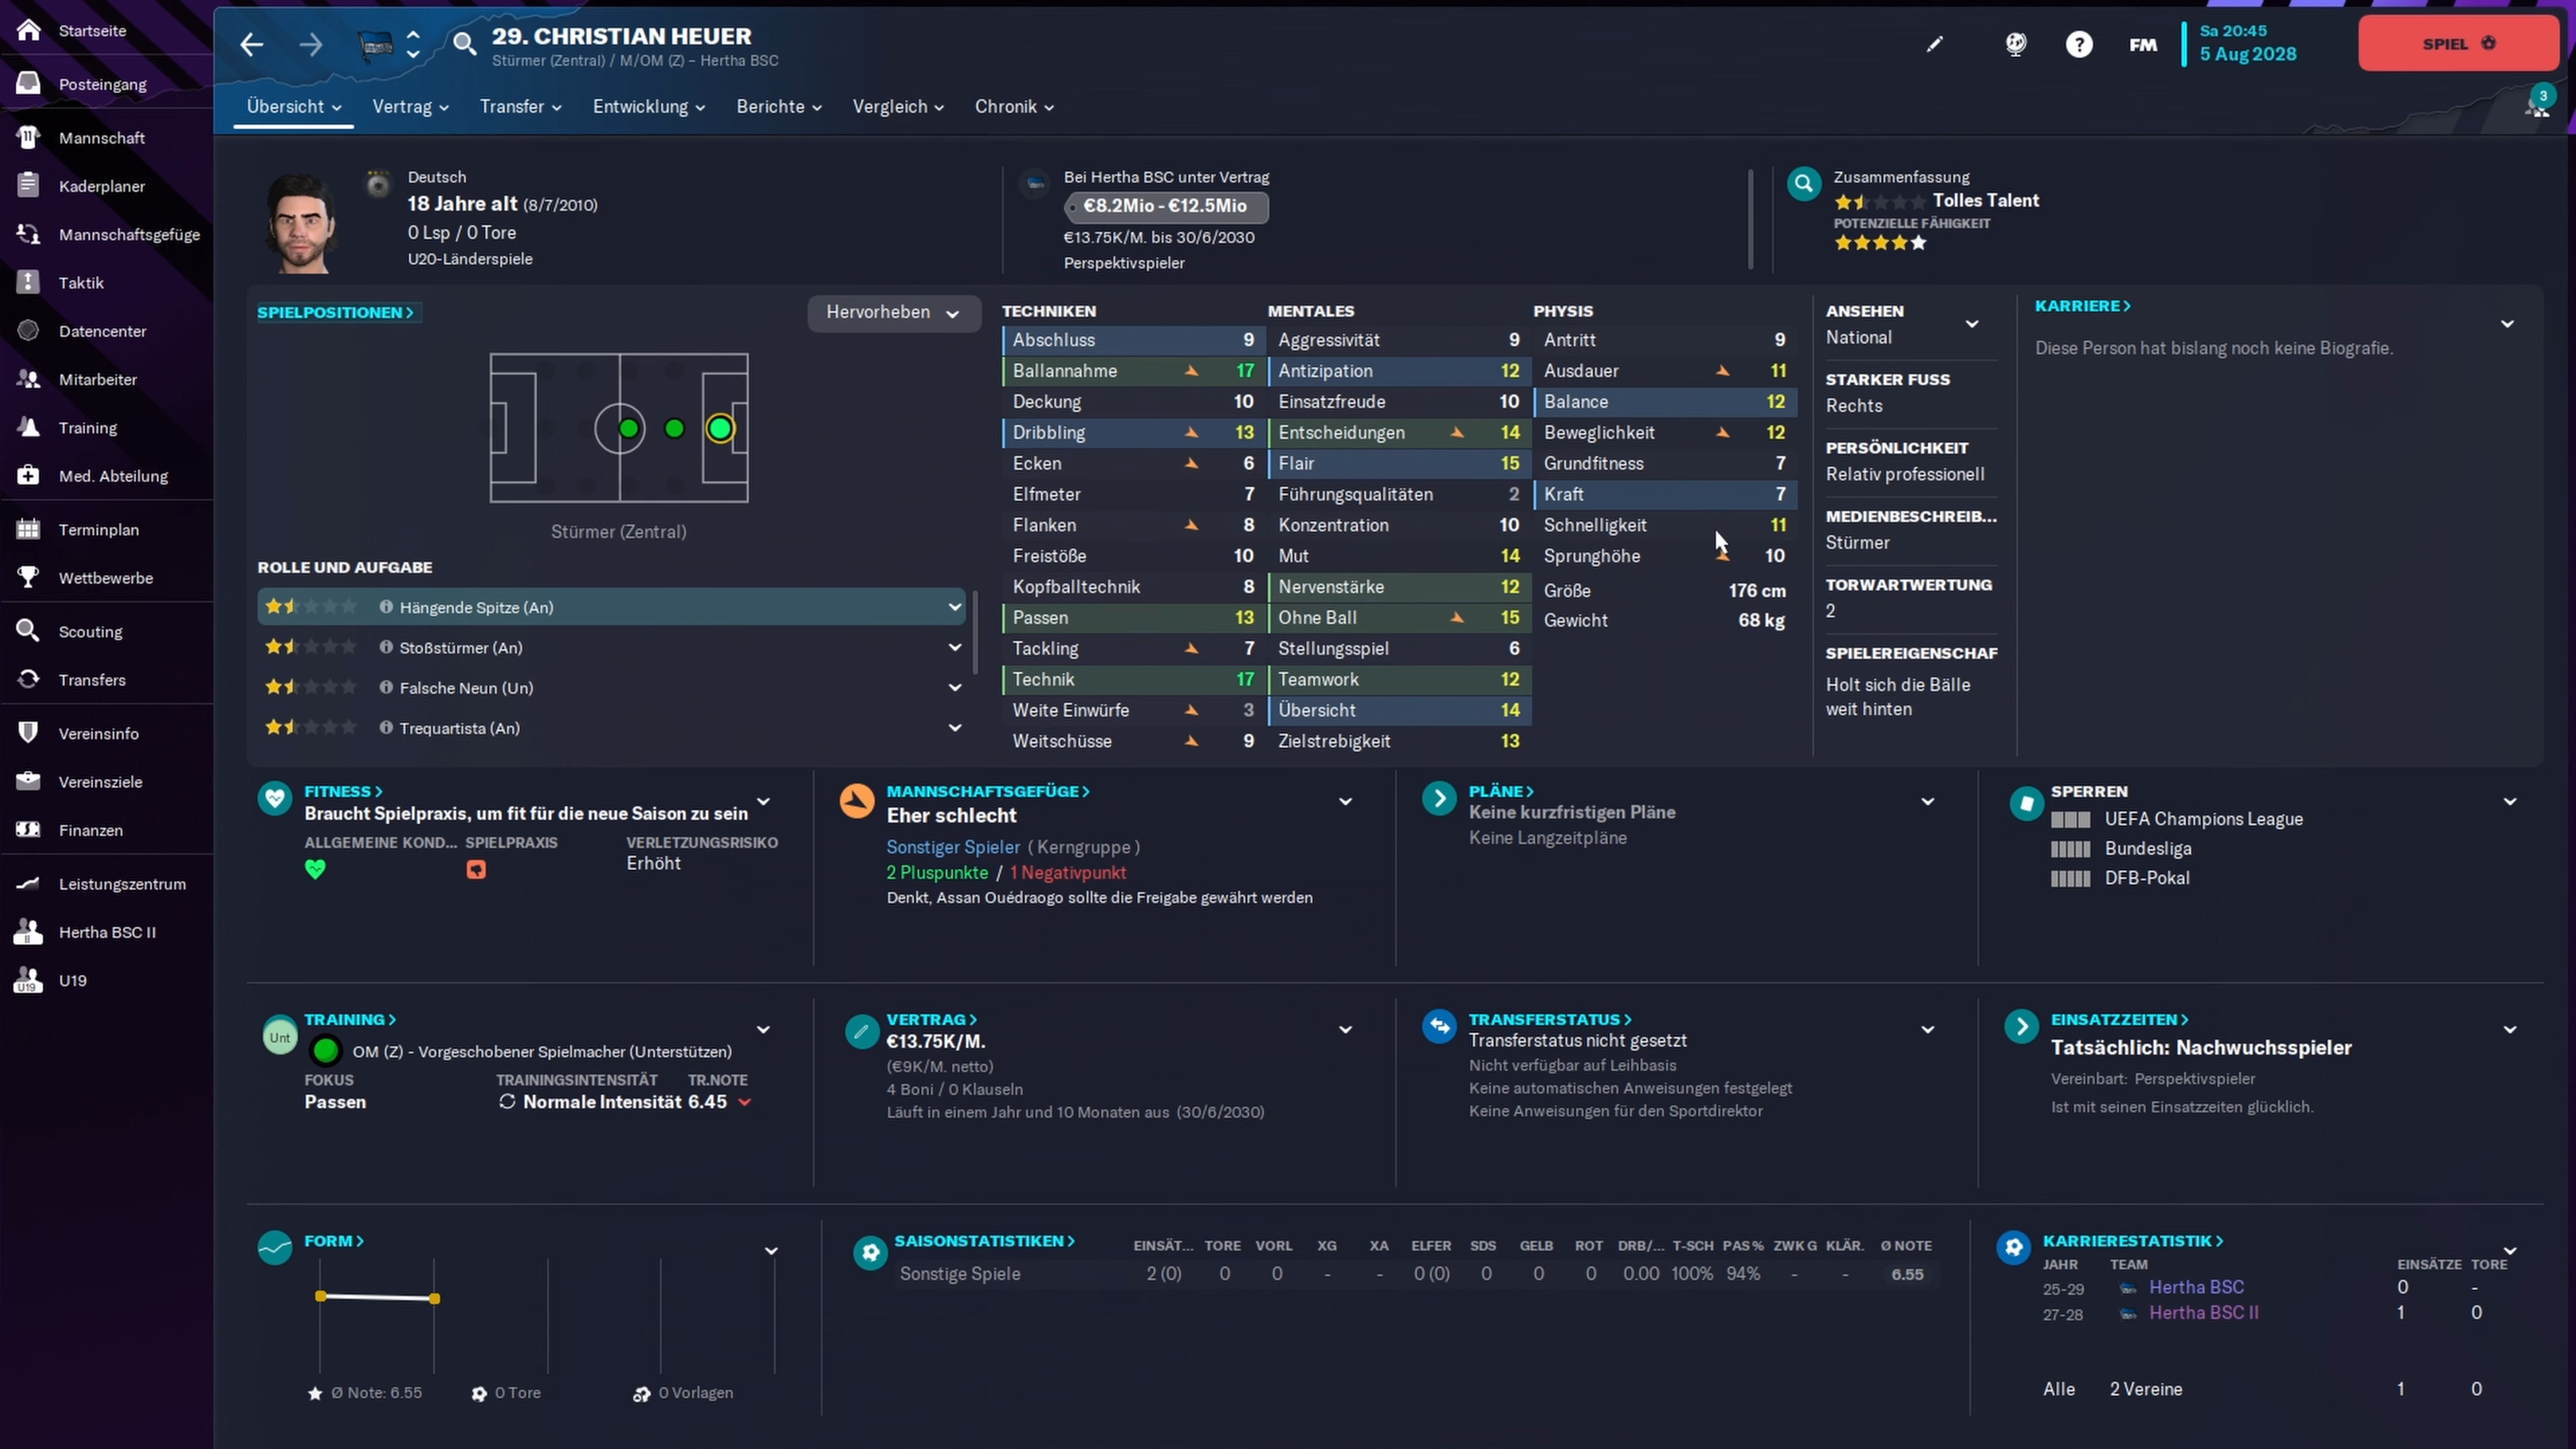 Startseite
Posteingang
Mannschaft
Kaderplaner
Mannschaftsgefüge
Taktik
Datencenter
Mitarbeiter
Training
Med. Abteilung
Terminplan
Wettbewerbe
Scouting
Transfers
Vereinsinfo
Vereinsziele
Finanzen
Leistungszentrum
Hertha BSC II
U19
29. CHRISTIAN HEUER
Stürmer (Zentral) / M/OM (Z) - Hertha BSC
FM
Sa 20:45
5 Aug 2028
SPIEL
3
Übersicht Vertrag Transfer Entwicklung Berichte Vergleich Chronik
Deutsch
18 Jahre alt (8/7/2010)
0 Lsp / 0 Tore
U20-Länderspiele
Bei Hertha BSC unter Vertrag
€8.2Mio - €12.5Mio
€13.75K/M. bis 30/6/2030
Perspektivspieler
Zusammenfassung
Tolles Talent
POTENZIELLE FÄHIGKEIT
SPIELPOSITIONEN
Hervorheben
Stürmer (Zentral)
ROLLE UND AUFGABE
Hängende Spitze (An)
Stoßstürmer (An)
Falsche Neun (Un)
Trequartista (An)
TECHNIKEN
Abschluss 9
Ballannahme 17
Deckung 10
Dribbling 13
Ecken 6
Elfmeter 7
Flanken 8
Freistöße 10
Kopfballtechnik 8
Passen 13
Tackling 7
Technik 17
Weite Einwürfe 3
Weitschüsse 9
MENTALES
Aggressivität 9
Antizipation 12
Einsatzfreude 10
Entscheidungen 14
Flair 15
Führungsqualitäten 2
Konzentration 10
Mut 14
Nervenstärke 12
Ohne Ball 15
Stellungsspiel 6
Teamwork 12
Übersicht 14
Zielstrebigkeit 13
PHYSIS
Antritt 9
Ausdauer 11
Balance 12
Beweglichkeit 12
Grundfitness 7
Kraft 7
Schnelligkeit 11
Sprunghöhe 10
Größe 176 cm
Gewicht 68 kg
ANSEHEN
National
STARKER FUSS
Rechts
PERSÖNLICHKEIT
Relativ professionell
MEDIENBESCHREIB...
Stürmer
TORWARTWERTUNG
2
SPIELEREIGENSCHAF
Holt sich die Bälle
weit hinten
KARRIERE
Diese Person hat bislang noch keine Biografie.
FITNESS
Braucht Spielpraxis, um fit für die neue Saison zu sein
ALLGEMEINE KOND... SPIELPRAXIS VERLETZUNGSRISIKO
Erhöht
MANNSCHAFTSGEFÜGE
Eher schlecht
Sonstiger Spieler (Kerngruppe)
2 Pluspunkte / 1 Negativpunkt
Denkt, Assan Ouédraogo sollte die Freigabe gewährt werden
PLÄNE
Keine kurzfristigen Pläne
Keine Langzeitpläne
SPERREN
UEFA Champions League
Bundesliga
DFB-Pokal
Unt
TRAINING
OM (Z) - Vorgeschobener Spielmacher (Unterstützen)
FOKUS TRAININGSINTENSITÄT TR.NOTE
Passen Normale Intensität 6.45
VERTRAG
€13.75K/M.
(€9K/M. netto)
4 Boni / 0 Klauseln
Läuft in einem Jahr und 10 Monaten aus (30/6/2030)
TRANSFERSTATUS
Transferstatus nicht gesetzt
Nicht verfügbar auf Leihbasis
Keine automatischen Anweisungen festgelegt
Keine Anweisungen für den Sportdirektor
EINSATZZEITEN
Tatsächlich: Nachwuchsspieler
Vereinbart: Perspektivspieler
Ist mit seinen Einsatzzeiten glücklich.
FORM
Ø Note: 6.55 0 Tore 0 Vorlagen
SAISONSTATISTIKEN EINSÄT... TORE VORL XG XA ELFER SDS GELB ROT DRB/... T-SCH PAS% ZWK G KLÄR. Ø NOTE
Sonstige Spiele 2 (0) 0 0 - - 0 (0) 0 0 0 0.00 100% 94% - - 6.55
KARRIERESTATISTIK
JAHR TEAM EINSÄTZE TORE
25-29 Hertha BSC 0 -
27-28 Hertha BSC II 1 0
Alle 2 Vereine 1 0